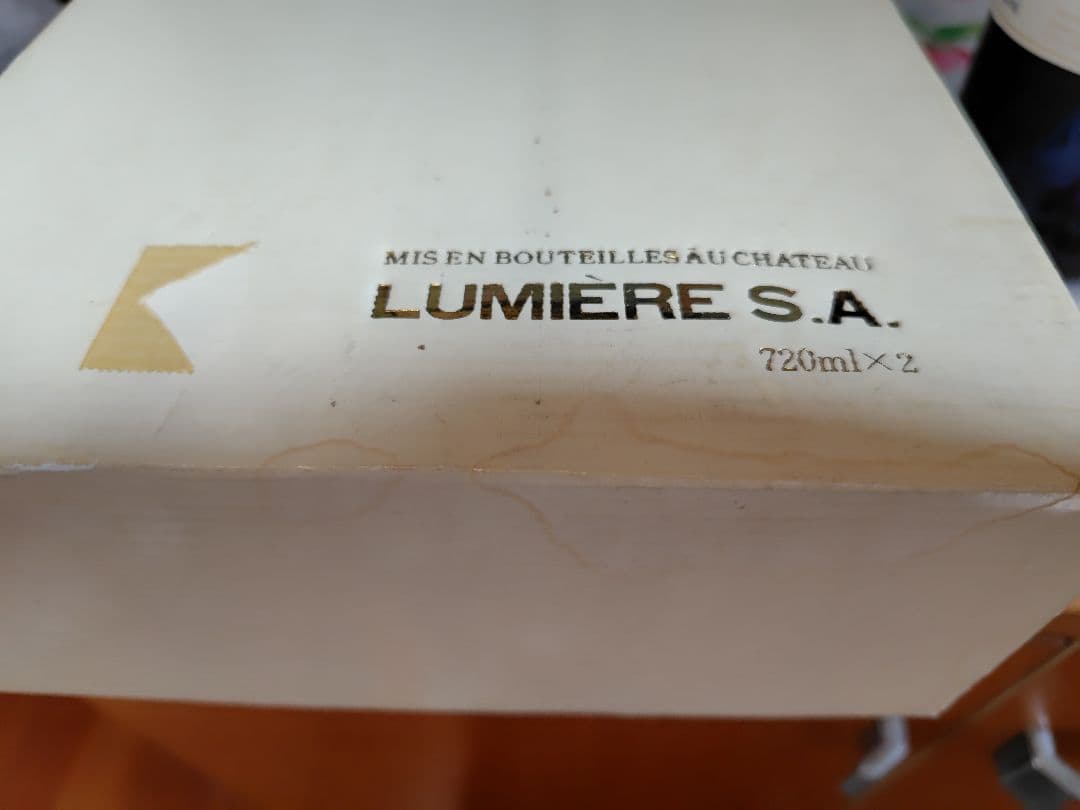 MIS EN BOUTEILLES AU CHATEAU
LUMIÈRE S.A.
720ml×2